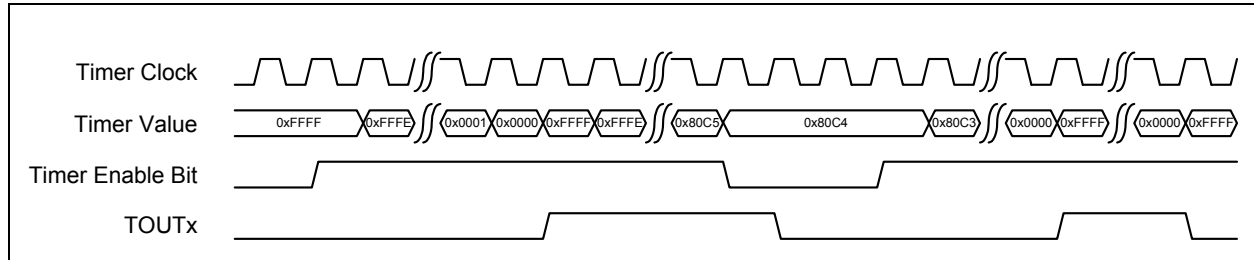 Timer Clock
Timer Value 0xFFFF 0xFFFE 0x0001 0x0000 0xFFFF 0xFFFE 0x80C5 0x80C4 0x80C3 0x0000 0xFFFF 0x0000 0xFFFF
Timer Enable Bit
TOUTx